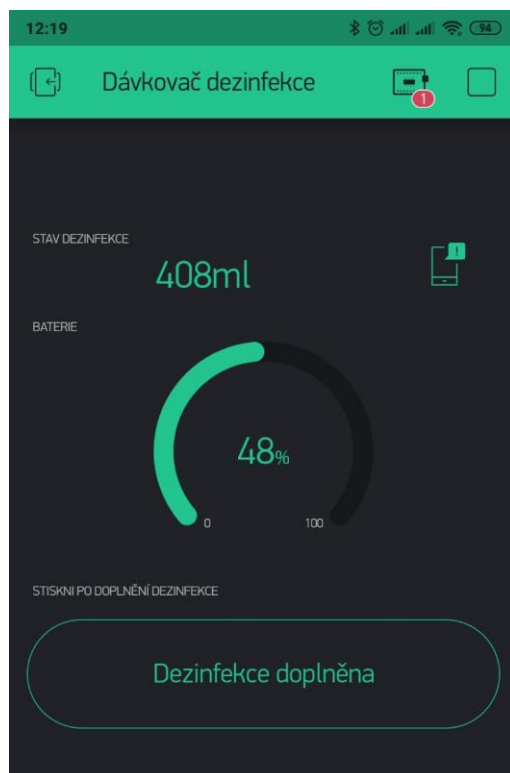 12:19
94
Dávkovač dezinfekce
1
STAV DEZINFEKCE
!
408ml
BATERIE
48%
0 100
STISKNI PO DOPLNĚNÍ DEZINFEKCE
Dezinfekce doplněna